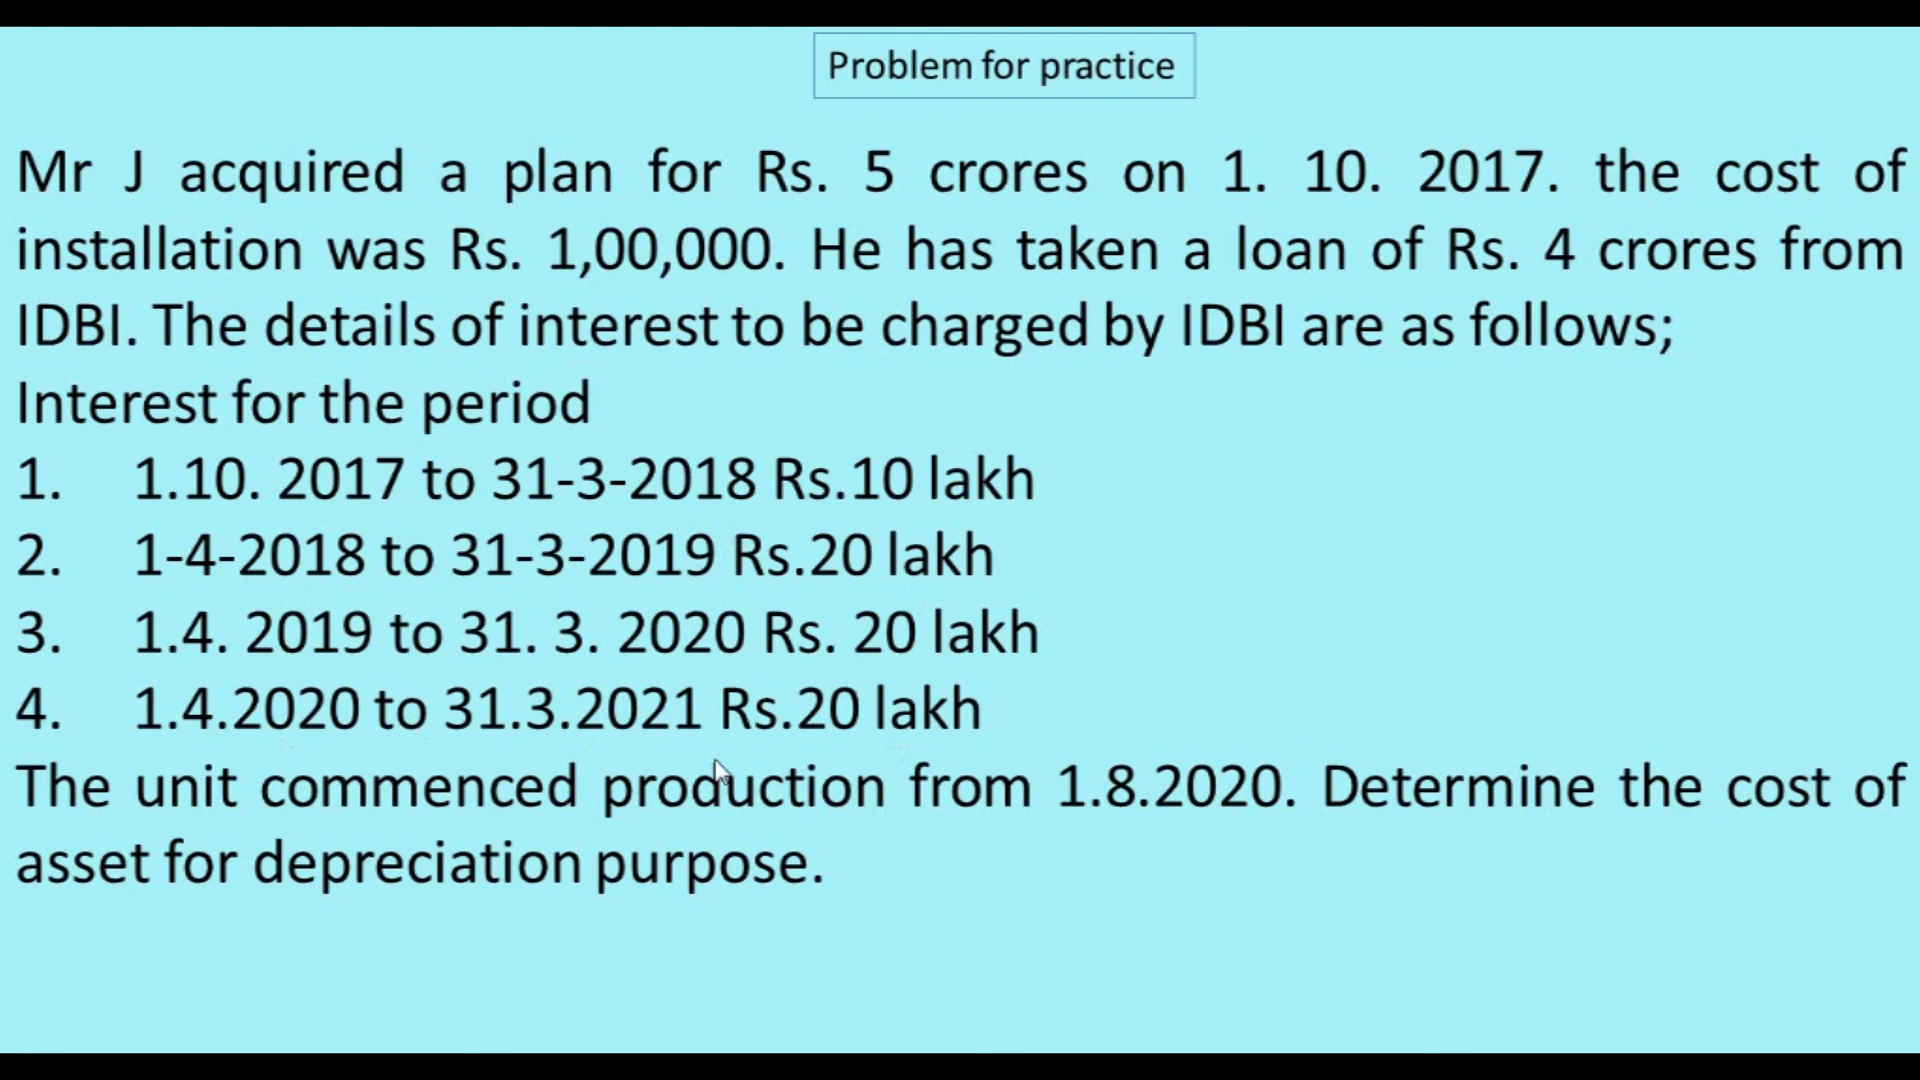 Problem for practice
Mr J acquired a plan for Rs. 5 crores on 1. 10. 2017. the cost of
installation was Rs. 1,00,000. He has taken a loan of Rs. 4 crores from
IDBI. The details of interest to be charged by IDBI are as follows;
Interest for the period
1. 1.10. 2017 to 31-3-2018 Rs.10 lakh
2. 1-4-2018 to 31-3-2019 Rs.20 lakh
3. 1.4. 2019 to 31. 3. 2020 Rs. 20 lakh
4. 1.4.2020 to 31.3.2021 Rs.20 lakh
The unit commenced production from 1.8.2020. Determine the cost of
asset for depreciation purpose.